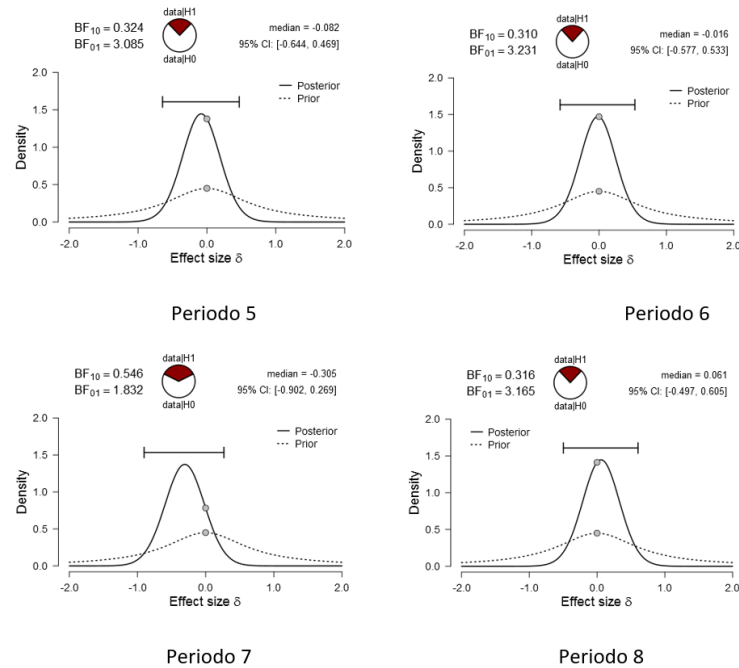 data|H1
BF10 = 0.324
BF01 = 3.085
data|H0
median = -0.082
95% CI: [-0.644, 0.469]
Posterior
Prior
Density
2.0
1.5
1.0
0.5
0.0
-2.0 -1.0 0.0 1.0 2.0
Effect size δ
Periodo 5
data|H1
BF10 = 0.310
BF01 = 3.231
data|H0
median = -0.016
95% CI: [-0.577, 0.533]
Posterior
Prior
Density
2.0
1.5
1.0
0.5
0.0
-2.0 -1.0 0.0 1.0 2.0
Effect size δ
Periodo 6
data|H1
BF10 = 0.546
BF01 = 1.832
data|H0
median = -0.305
95% CI: [-0.902, 0.269]
Posterior
Prior
Density
2.0
1.5
1.0
0.5
0.0
-2.0 -1.0 0.0 1.0 2.0
Effect size δ
Periodo 7
data|H1
BF10 = 0.316
BF01 = 3.165
data|H0
median = 0.061
95% CI: [-0.497, 0.605]
Posterior
Prior
Density
2.0
1.5
1.0
0.5
0.0
-2.0 -1.0 0.0 1.0 2.0
Effect size δ
Periodo 8